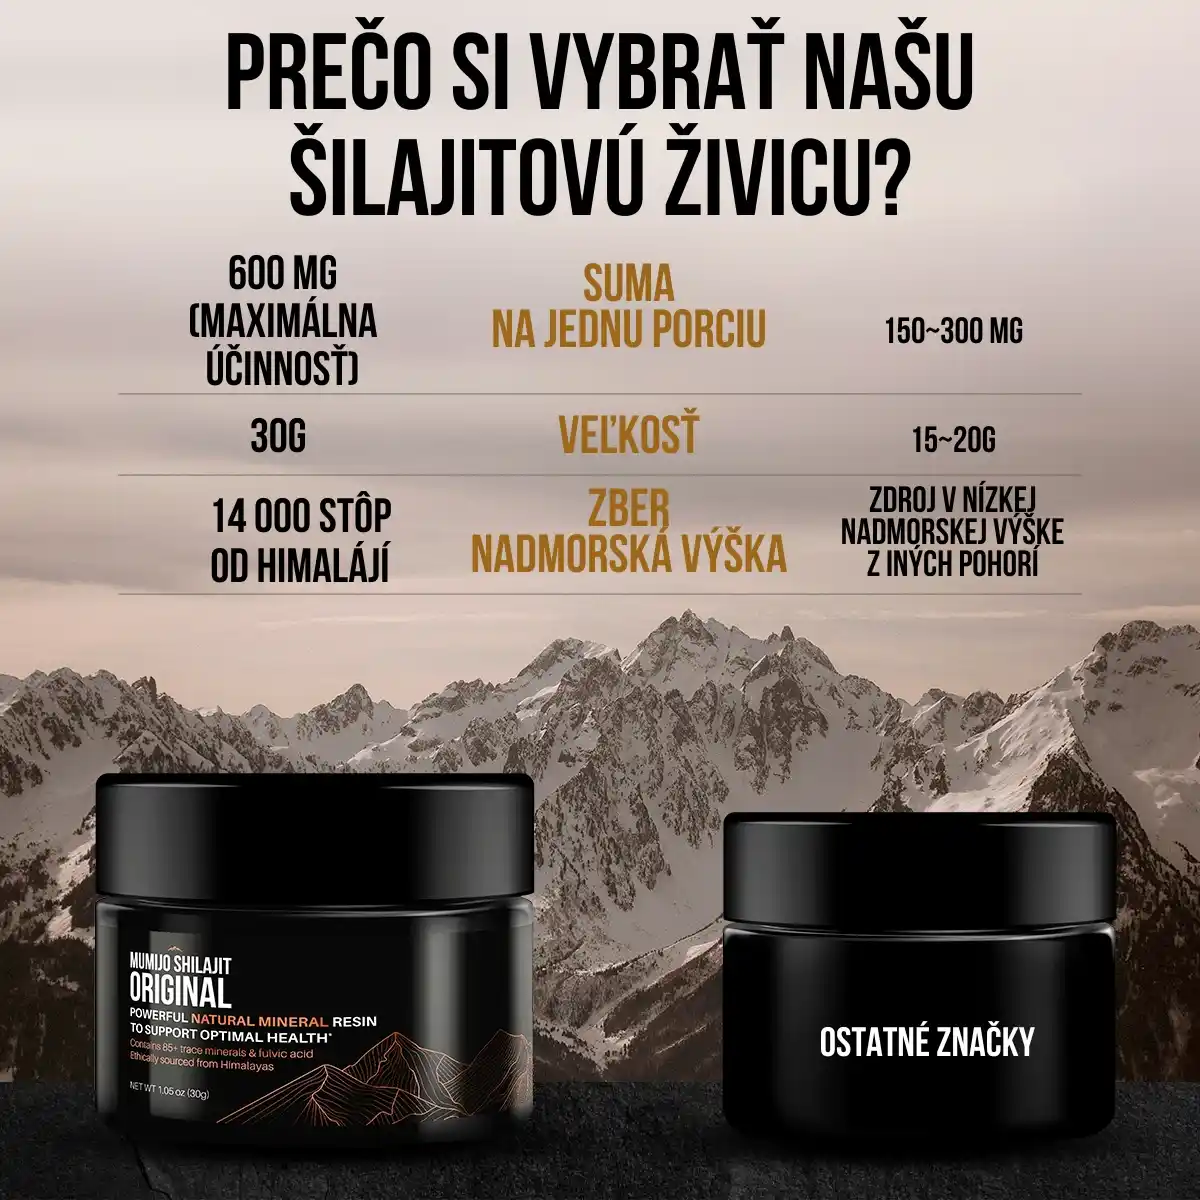 PREČO SI VYBRAŤ NAŠU
ŠILAJITOVÚ ŽIVICU?
600 MG
(MAXIMÁLNA
ÚČINNOSŤ)
SUMA
NA JEDNU PORCIU
150~300 MG
30G
VEĽKOSŤ
15~20G
14 000 STÔP
OD HIMALÁJÍ
ZBER
NADMORSKÁ VÝŠKA
ZDROJ V NÍZKEJ
NADMORSKEJ VÝŠKE
Z INÝCH POHORÍ
MUMIJO SHILAJIT
ORIGINAL
POWERFUL NATURAL MINERAL RESIN
TO SUPPORT OPTIMAL HEALTH*
Contains 85+ trace minerals & fulvic acid
Ethically sourced from Himalayas
NET WT 1.05 oz (30g)
OSTATNÉ ZNAČKY